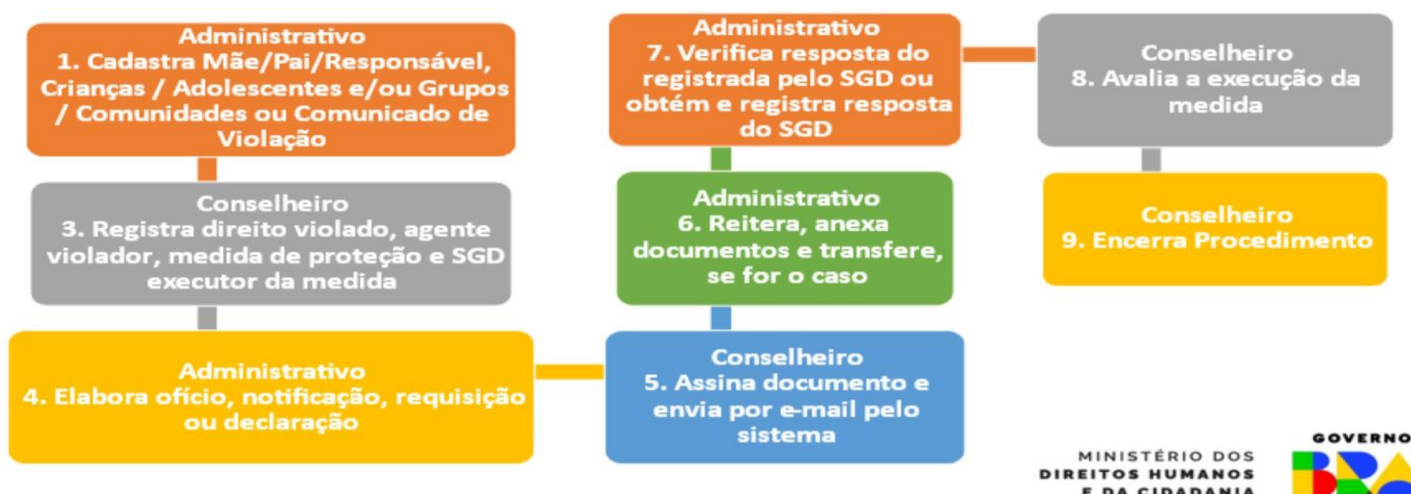 Administrativo
1. Cadastra Mãe/Pai/Responsável,
Crianças / Adolescentes e/ou Grupos
/ Comunidades ou Comunicado de
Violação
Conselheiro
3. Registra direito violado, agente
violador, medida de proteção e SGD
executor da medida
Administrativo
4. Elabora ofício, notificação, requisição
ou declaração
Conselheiro
5. Assina documento e
envia por e-mail pelo
sistema
Administrativo
6. Reitera, anexa
documentos e transfere,
se for o caso
Administrativo
7. Verifica resposta do
registrada pelo SGD ou
obtém e registra resposta
do SGD
Conselheiro
8. Avalia a execução da
medida
Conselheiro
9. Encerra Procedimento
MINISTÉRIO DOS
DIREITOS HUMANOS
E DA CIDADANIA
GOVERNO
BRA